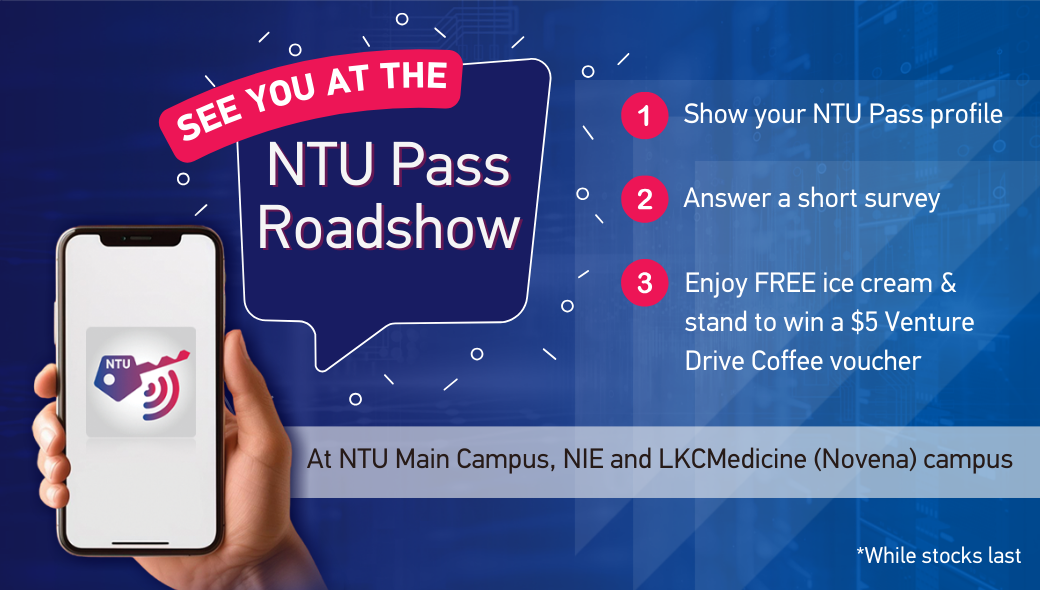 SEE YOU AT THE
NTU Pass
Roadshow
1 Show your NTU Pass profile
2 Answer a short survey
3 Enjoy FREE ice cream &
stand to win a $5 Venture
Drive Coffee voucher
NTU
At NTU Main Campus, NIE and LKCMedicine (Novena) campus
*While stocks last